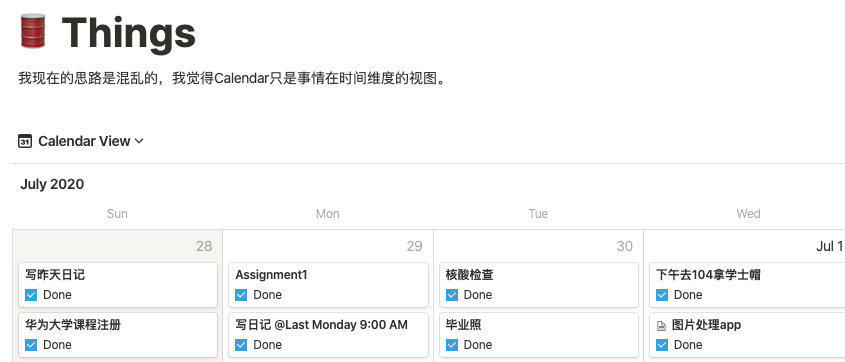 Things
我现在的思路是混乱的，我觉得Calendar只是事情在时间维度的视图。
31 Calendar View
July 2020
Sun Mon Tue Wed
28 29 30 Jul 1
写昨天日记 Assignment1 核酸检查 下午去104拿学士帽
Done Done Done Done
华为大学课程注册 写日记 @Last Monday 9:00 AM 毕业照 图片处理app
Done Done Done Done